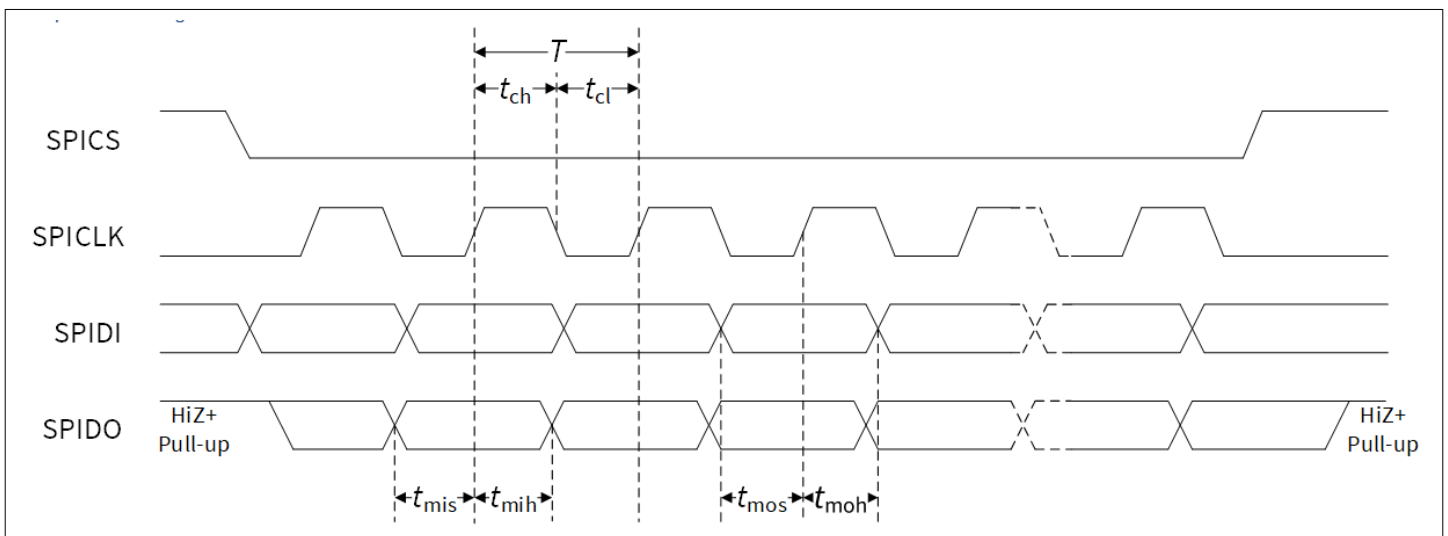 T
tch tcl
SPICS
SPICLK
SPIDI
HiZ+
Pull-up
SPIDO
HiZ+
Pull-up
tmis tmih tmos tmoh